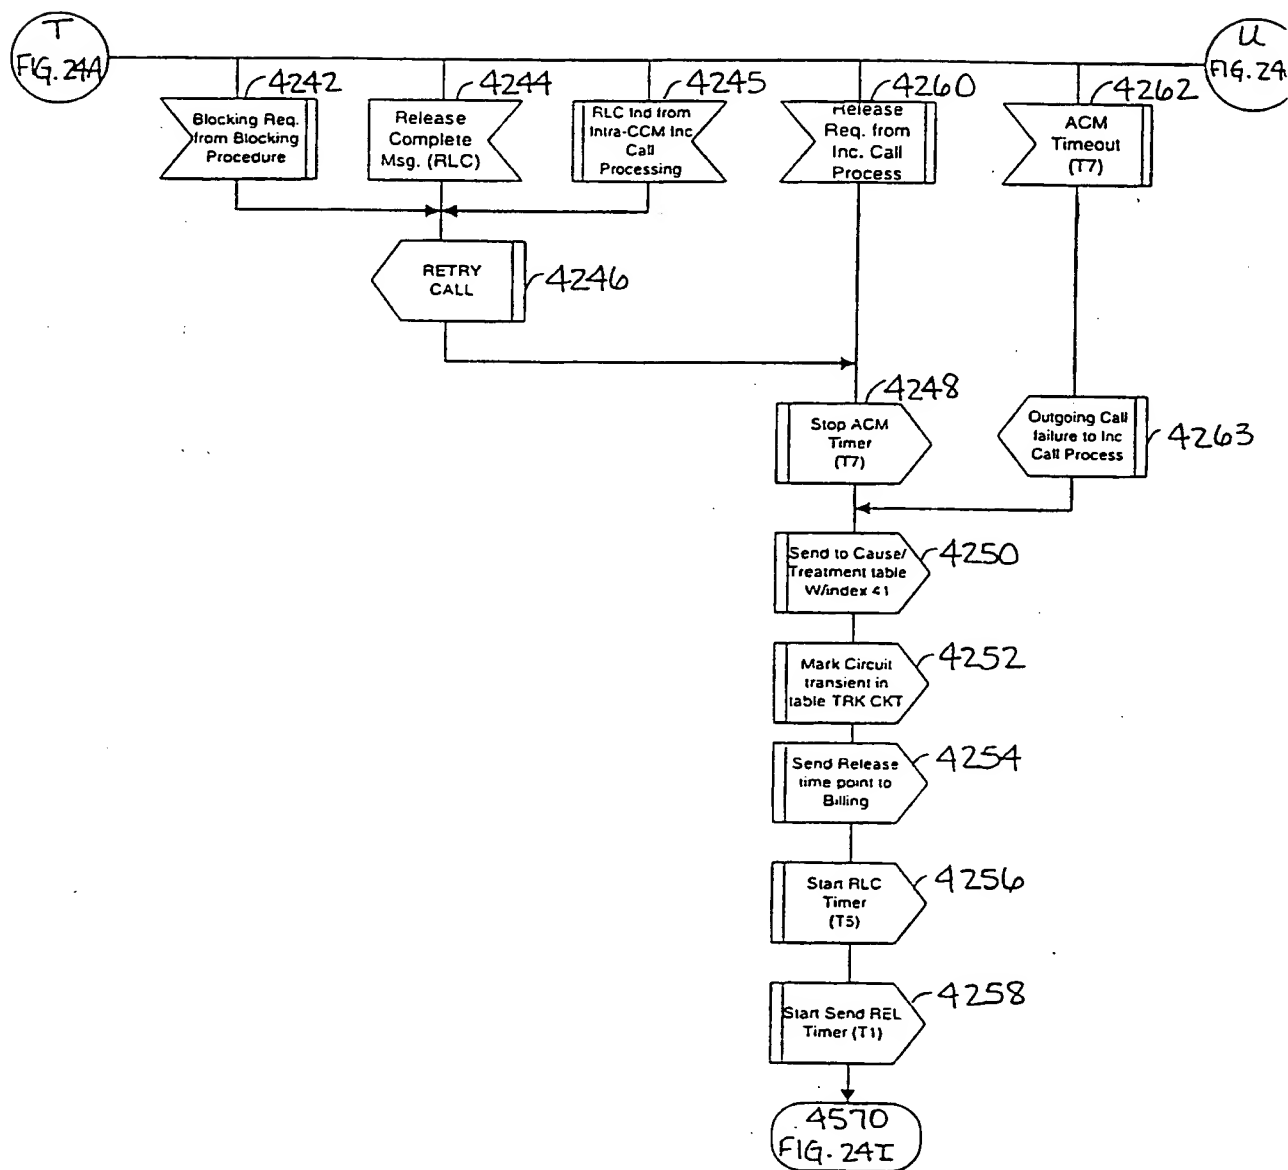 T
FIG. 24A
U
FIG. 24
4242
4244
4245
4260
4262
Blocking Req.
from Blocking
Procedure
Release
Complete
Msg. (RLC)
RLC Ind from
Intra-CCM Inc
Call
Processing
Release
Req. from
Inc. Call
Process
ACM
Timeout
(T7)
RETRY
CALL
4246
4248
Stop ACM
Timer
(T7)
Outgoing Call
failure to Inc
Call Process
4263
Send to Cause/
Treatment table
W/index 41
4250
Mark Circuit
transient in
table TRK CKT
4252
Send Release
time point to
Billing
4254
Start RLC
Timer
(T5)
4256
Start Send REL
Timer (T1)
4258
4570
FIG. 24I